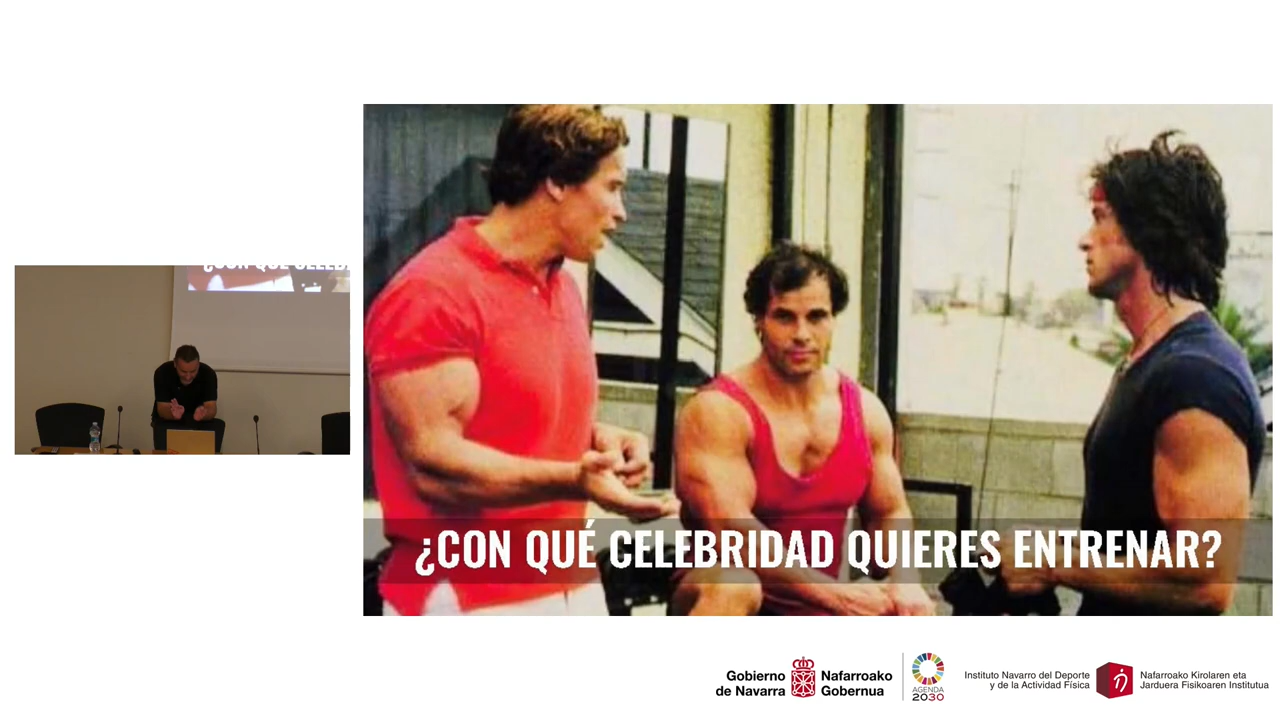 ¿CON QUÉ CELEBRIDAD QUIERES ENTRENAR?
Gobierno
de Navarra
Nafarroako
Gobernua
AGENDA
2030
Instituto Navarro del Deporte
y de la Actividad Física
Nafarroako Kirolaren eta
Jarduera Fisikoaren Institutua